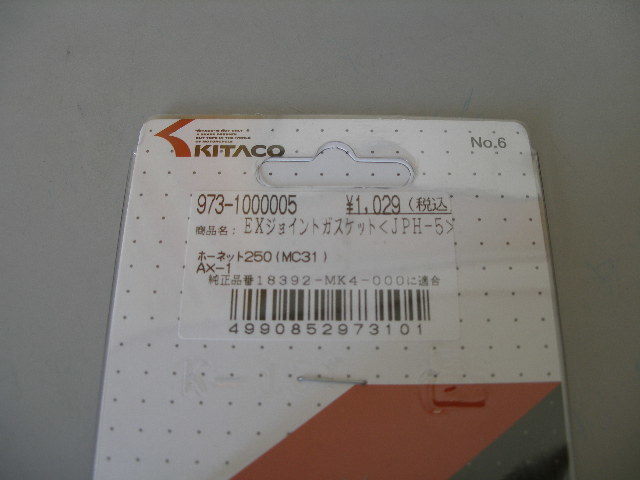 KITACO
No.6
973-1000005 ¥1,029(税込)
商品名: EXジョイントガスケット<JPH-5>
ホーネット250(MC31)
AX-1
純正品番18392-MK4-000に適合
4990852973101